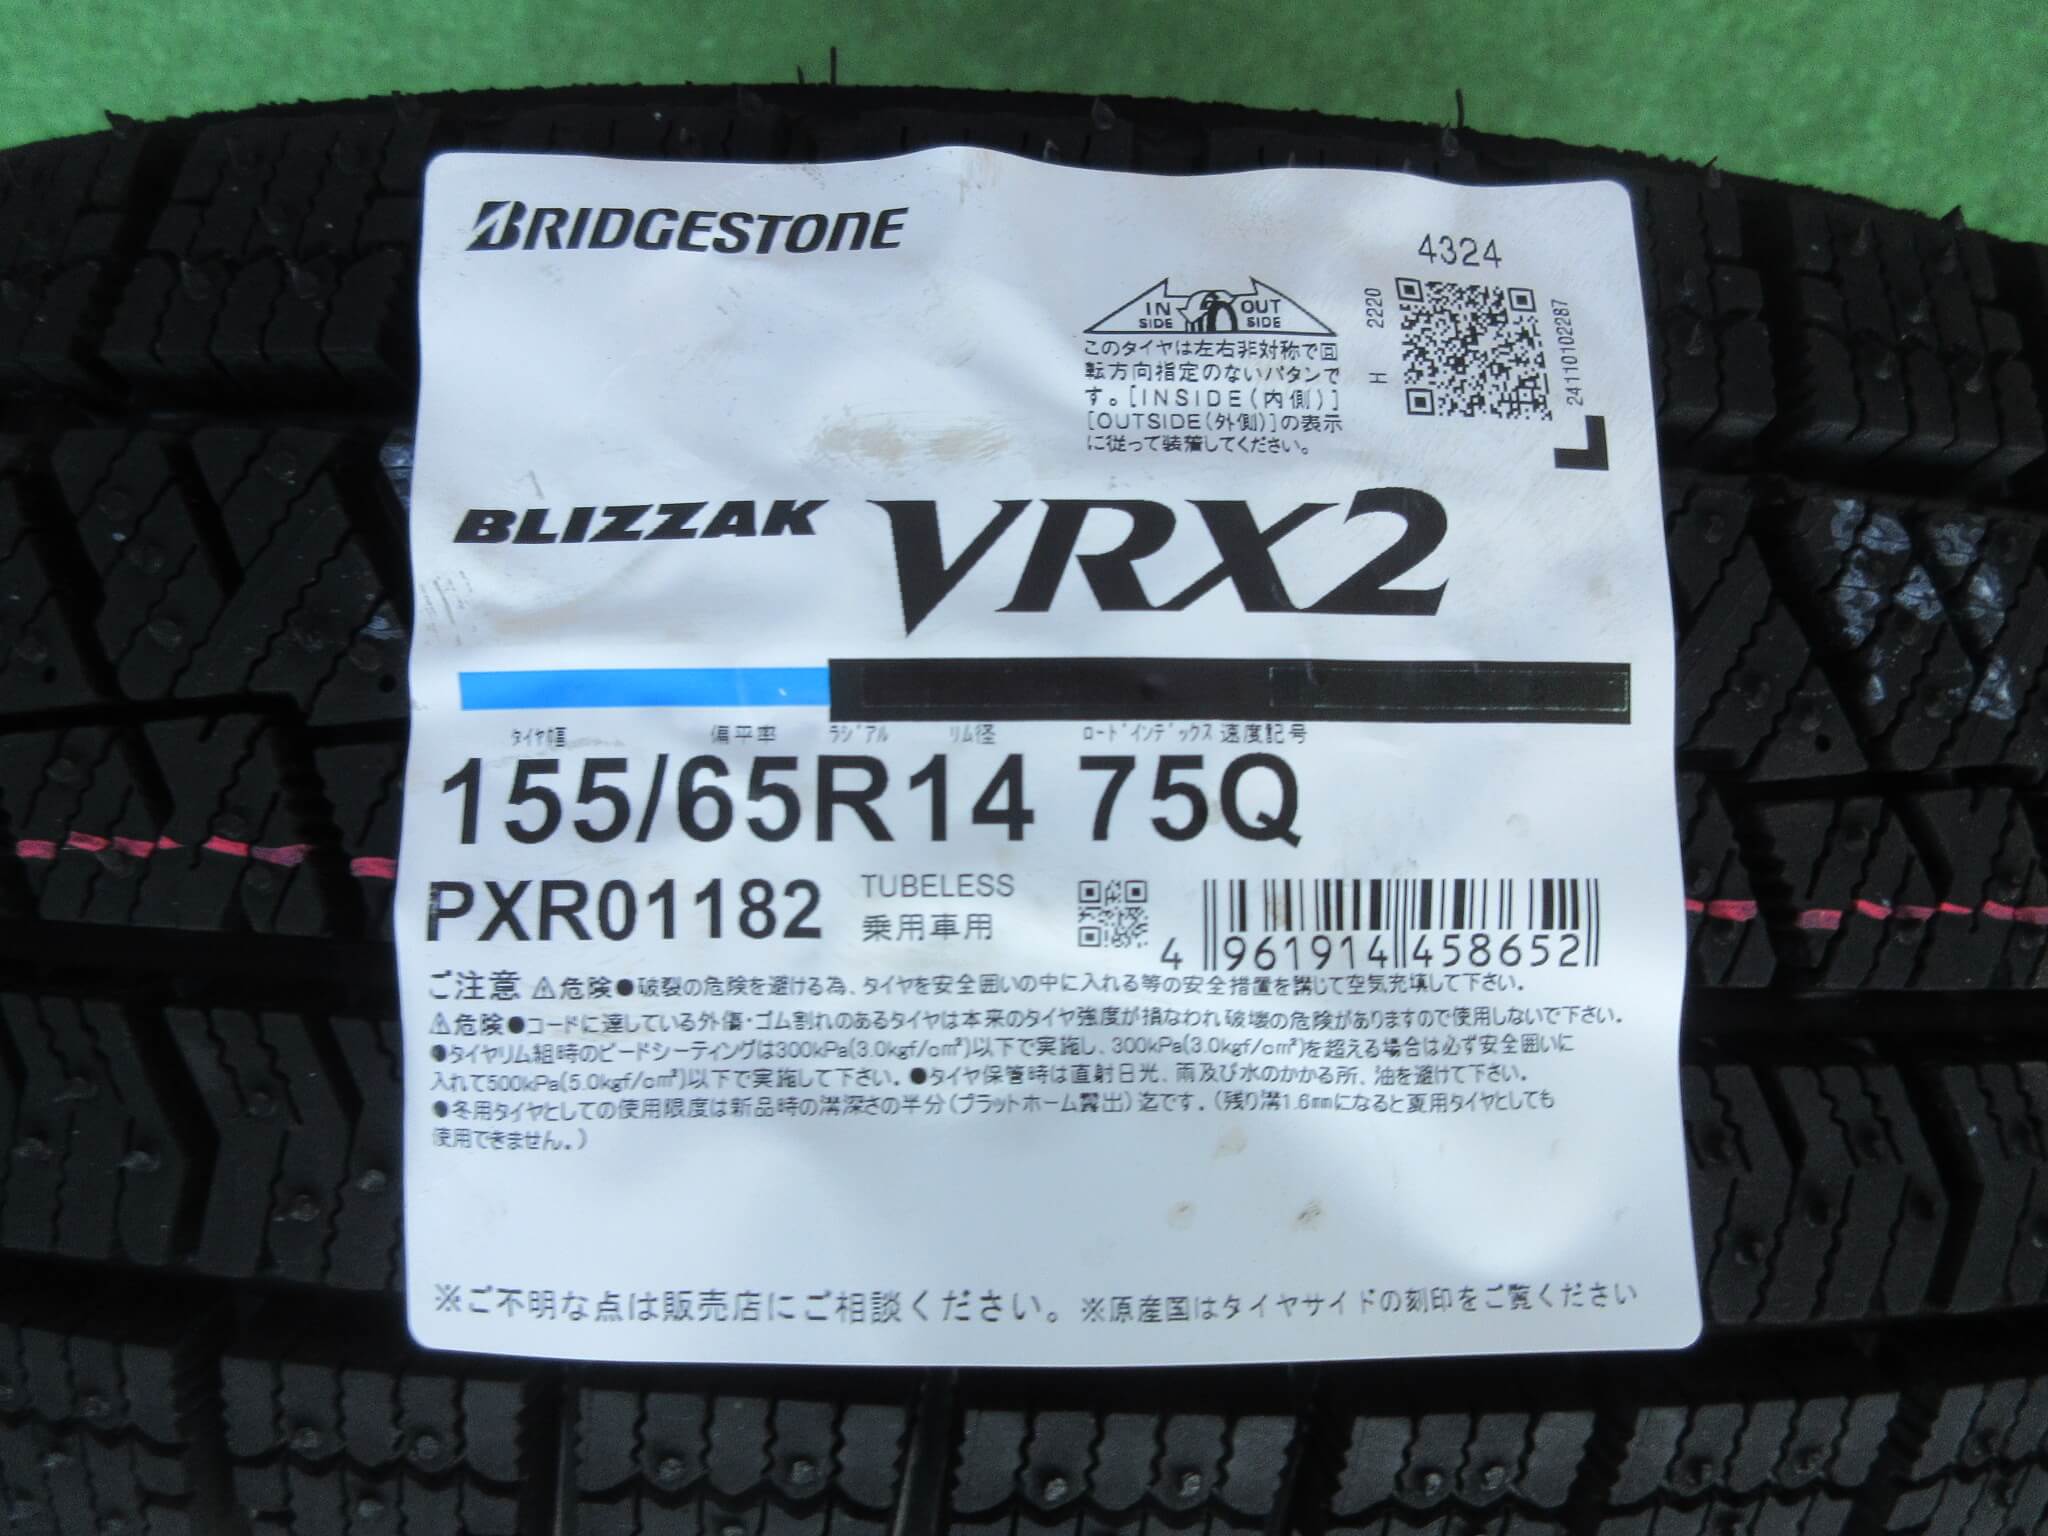 BRIDGESTONE
4324
IN SIDE OUT SIDE
H 2220
24110102287
このタイヤは左右非対称で回
転方向指定のないパタンで
す。[INSIDE(内側)]
[OUTSIDE(外側)]の表示
に従って装着してください。
L
BLIZZAK VRX2
タイヤ幅 偏平率 ラジアル リム径 ロードインデックス 速度記号
155/65R14 75Q
PXR01182
TUBELESS
乗用車用
4 961914 458652
ご注意 ⚠危険●破裂の危険を避ける為、タイヤを安全囲いの中に入れる等の安全措置を講じて空気充填して下さい。
⚠危険●コードに達している外傷・ゴム割れのあるタイヤは本来のタイヤ強度が損なわれ破壊の危険がありますので使用しないで下さい。
●タイヤリム組時のビードシーティングは300kPa(3.0kgf/c㎡)以下で実施し、300kPa(3.0kgf/c㎡)を超える場合は必ず安全囲いに
入れて500kPa(5.0kgf/c㎡)以下で実施して下さい。●タイヤ保管時は直射日光、雨及び水のかかる所、油を避けて下さい。
●冬用タイヤとしての使用限度は新品時の溝深さの半分(プラットホーム露出)迄です。(残り溝1.6mmになると夏用タイヤとしても
使用できません。)
※ご不明な点は販売店にご相談ください。※原産国はタイヤサイドの刻印をご覧ください